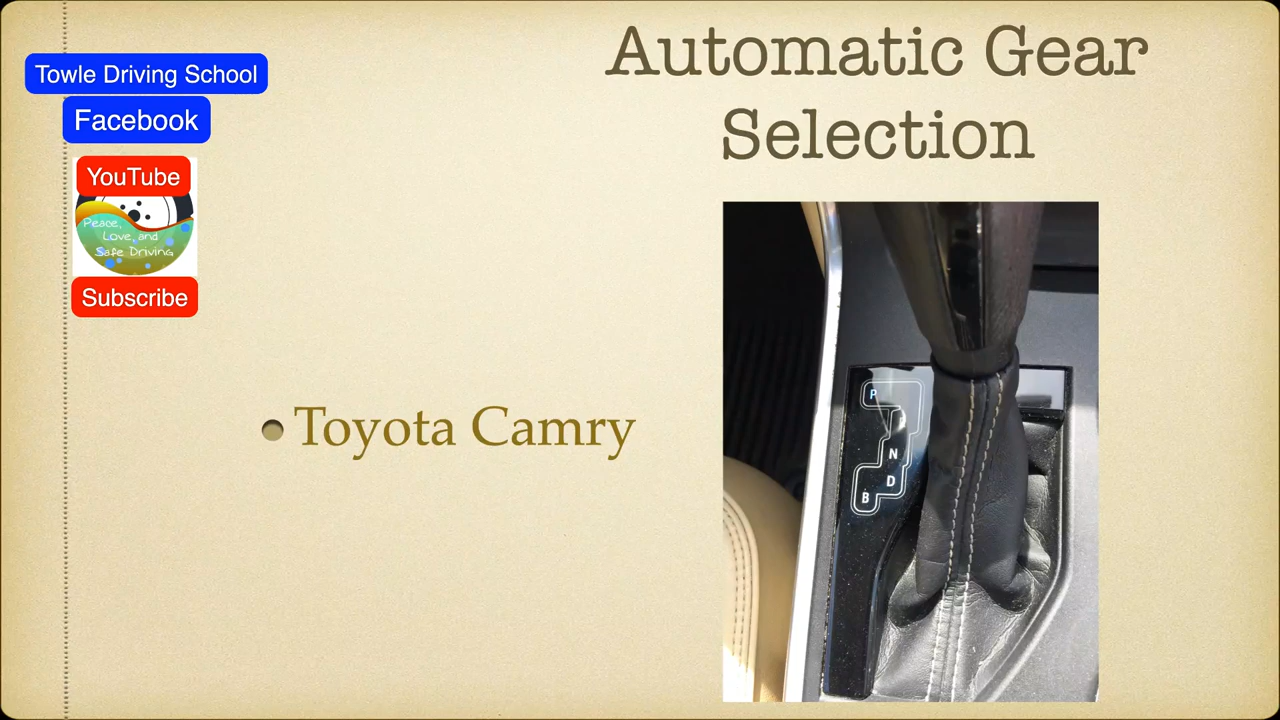 Automatic Gear
Selection
Towle Driving School
Facebook
YouTube
Peace,
Love, and
Safe Driving
Subscribe
Toyota Camry
P
N
D
B